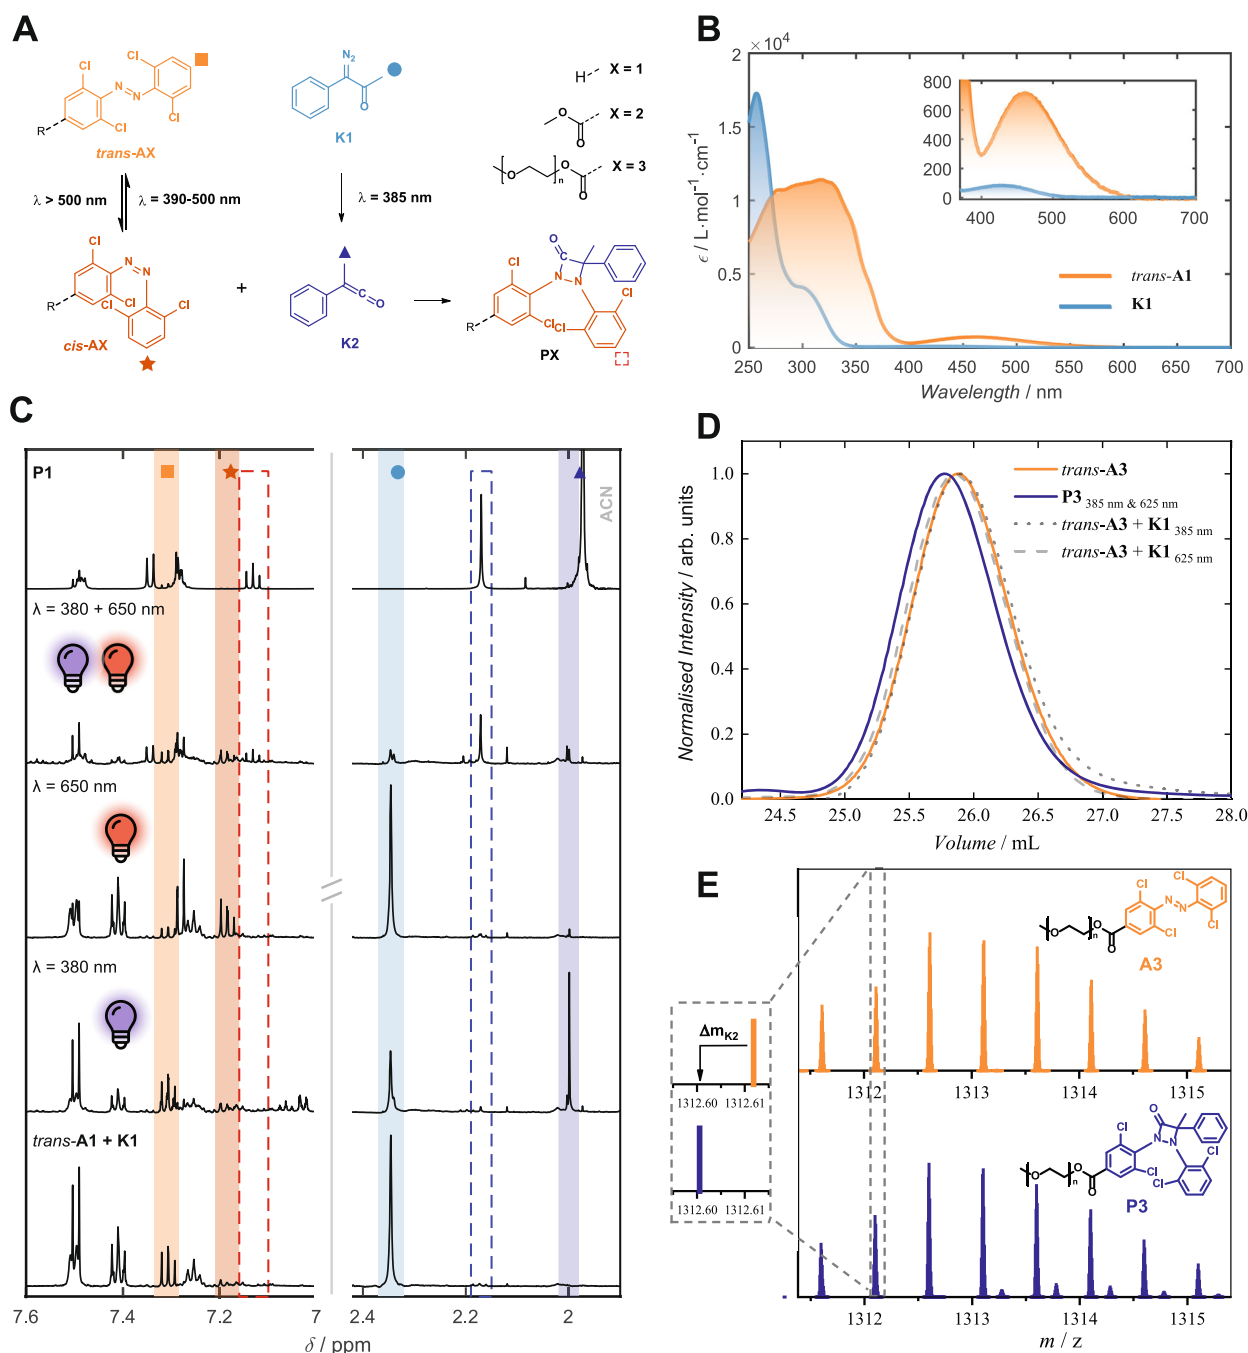 A
Cl
Cl
N
N
Cl
Cl
R
trans-AX
N₂
O
K1
H
X = 1
O
O
X = 2
O
n
O
O
X = 3
λ > 500 nm
λ = 390-500 nm
λ = 385 nm
Cl
N
N
Cl
Cl
Cl
R
cis-AX
+
C
O
K2
O
C
Cl
N
N
Cl
Cl
Cl
R
PX
B
×10⁴
2
1.5
1
0.5
0
ϵ / L·mol⁻¹·cm⁻¹
800
600
400
200
0
400
500
600
700
trans-A1
K1
250
300
350
400
450
500
550
600
650
700
Wavelength / nm
C
P1
ACN
λ = 380 + 650 nm
λ = 650 nm
λ = 380 nm
trans-A1 + K1
7.6
7.4
7.2
7
2.4
2.2
2
δ / ppm
D
Normalised Intensity / arb. units
1.0
0.8
0.6
0.4
0.2
0.0
trans-A3
P3 385 nm & 625 nm
trans-A3 + K1 385 nm
trans-A3 + K1 625 nm
24.5
25.0
25.5
26.0
26.5
27.0
27.5
28.0
Volume / mL
E
Cl
Cl
N
N
Cl
Cl
O
n
O
O
A3
1312
1313
1314
1315
ΔmK2
1312.60
1312.61
1312.60
1312.61
O
Cl
N
N
Cl
Cl
Cl
O
n
O
O
P3
1312
1313
1314
1315
m / z